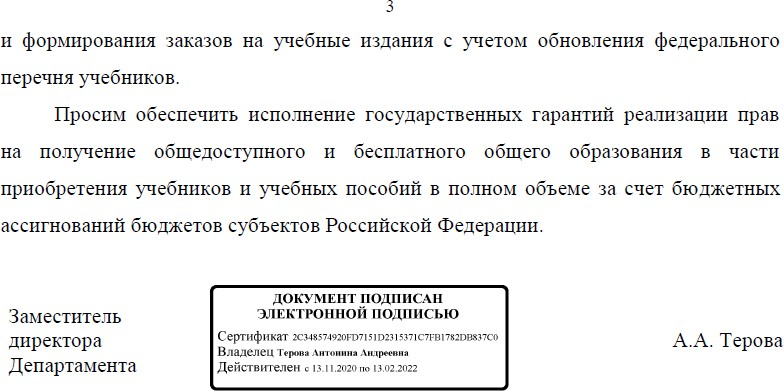 3
и формирования заказов на учебные издания с учетом обновления федерального
перечня учебников.
Просим обеспечить исполнение государственных гарантий реализации прав
на получение общедоступного и бесплатного общего образования в части
приобретения учебников и учебных пособий в полном объеме за счет бюджетных
ассигнований бюджетов субъектов Российской Федерации.
Заместитель
директора
Департамента
ДОКУМЕНТ ПОДПИСАН
ЭЛЕКТРОННОЙ ПОДПИСЬЮ
Сертификат 2C348574920FD7151D2315371C7FB1782DB837C0
Владелец Терова Антонина Андреевна
Действителен с 13.11.2020 по 13.02.2022
А.А. Терова